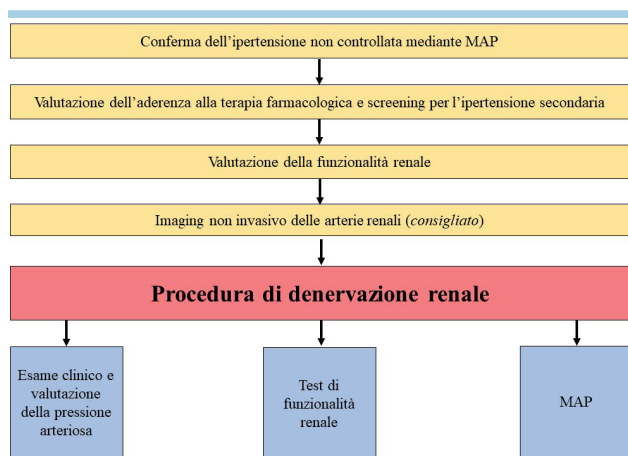 Conferma dell'ipertensione non controllata mediante MAP
Valutazione dell'aderenza alla terapia farmacologica e screening per l'ipertensione secondaria
Valutazione della funzionalità renale
Imaging non invasivo delle arterie renali (consigliato)
Procedura di denervazione renale
Esame clinico e
valutazione
della pressione
arteriosa
Test di
funzionalità
renale
MAP